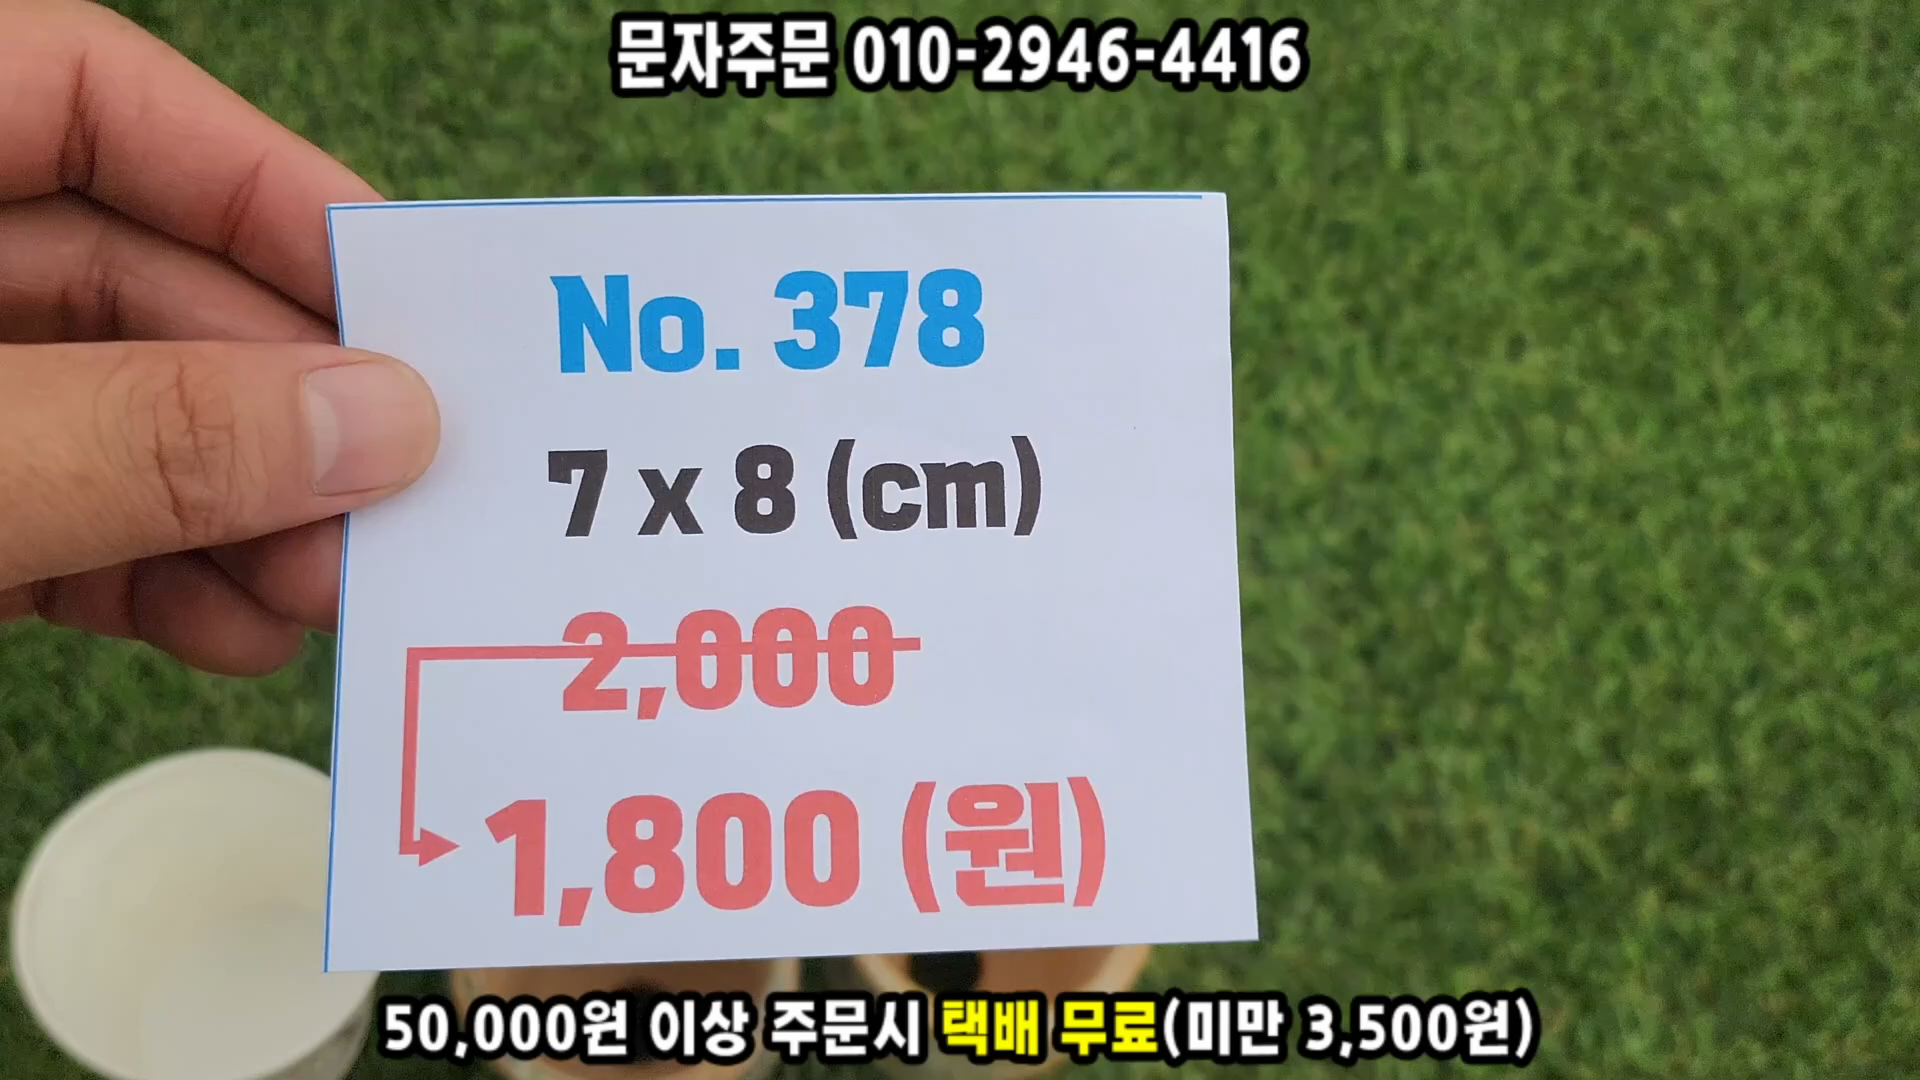 문자주문 010-2946-4416
No. 378
7 x 8 (cm)
2,000
1,800 (원)
50,000원 이상 주문시 택배 무료(미만 3,500원)